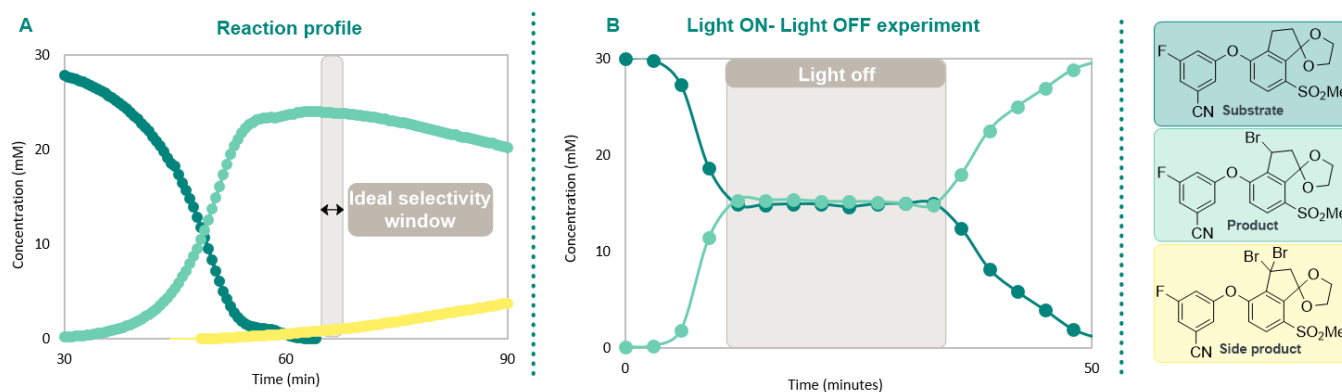 A
Reaction profile
30
20
10
0
Concentration (mM)
30
60
90
Time (min)
Ideal selectivity
window
B
Light ON- Light OFF experiment
30
15
0
Concentration (mM)
0
50
Time (minutes)
Light off
F
O
O
O
SO2Me
CN
Substrate
Br
F
O
O
O
SO2Me
CN
Product
Br Br
F
O
O
O
SO2Me
CN
Side product